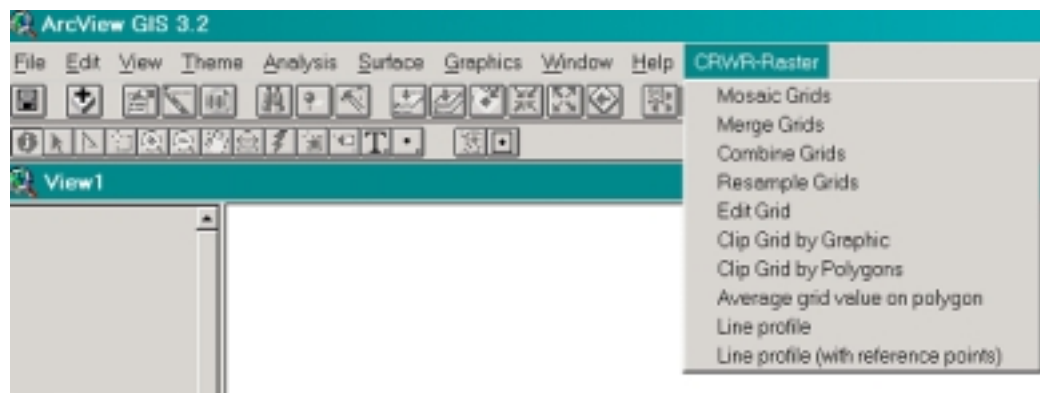 ArcView GIS 3.2
File Edit View Theme Analysis Surface Graphics Window Help CRWR-Raster
Mosaic Grids
Merge Grids
Combine Grids
Resample Grids
Edit Grid
Clip Grid by Graphic
Clip Grid by Polygons
Average grid value on polygon
Line profile
Line profile (with reference points)
T
View1